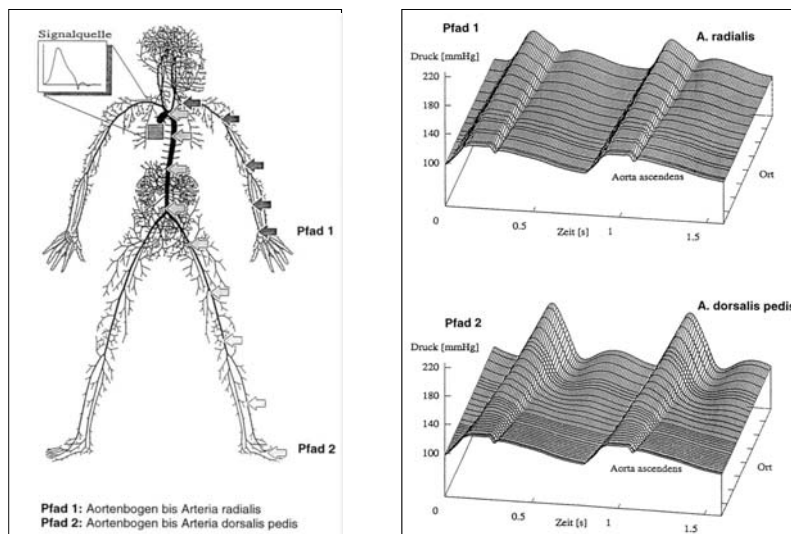 Signalquelle
Pfad 1
Pfad 2
Pfad 1: Aortenbogen bis Arteria radialis
Pfad 2: Aortenbogen bis Arteria dorsalis pedis
Pfad 1
A. radialis
Druck [mmHg]
220
180
140
100
0
0.5
1
1.5
Zeit [s]
Aorta ascendens
Ort
Pfad 2
A. dorsalis pedis
Druck [mmHg]
220
180
140
100
0
0.5
1
1.5
Zeit [s]
Aorta ascendens
Ort